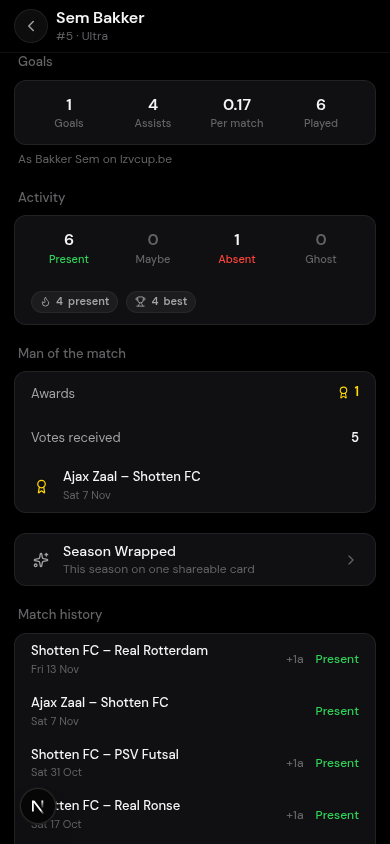 Sem Bakker
#5 · Ultra
Goals
1 4 0.17 6
Goals Assists Per match Played
As Bakker Sem on lzvcup.be
Activity
6 0 1 0
Present Maybe Absent Ghost
4 present 4 best
Man of the match
Awards 1
Votes received 5
Ajax Zaal – Shotten FC
Sat 7 Nov
Season Wrapped
This season on one shareable card
Match history
Shotten FC – Real Rotterdam
Fri 13 Nov
+1a Present
Ajax Zaal – Shotten FC
Sat 7 Nov
Present
Shotten FC – PSV Futsal
Sat 31 Oct
+1a Present
tten FC – Real Ronse
Sat 17 Oct
+1a Present
N